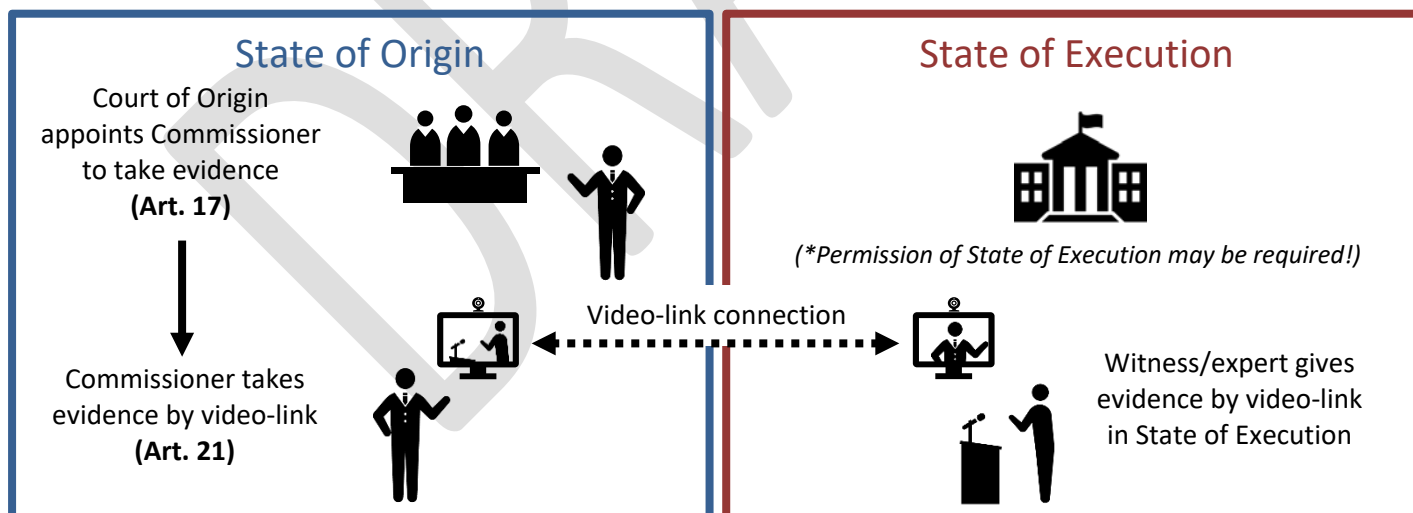 State of Origin
Court of Origin
appoints Commissioner
to take evidence
(Art. 17)
Commissioner takes
evidence by video-link
(Art. 21)
Video-link connection
State of Execution
(*Permission of State of Execution may be required!)
Witness/expert gives
evidence by video-link
in State of Execution